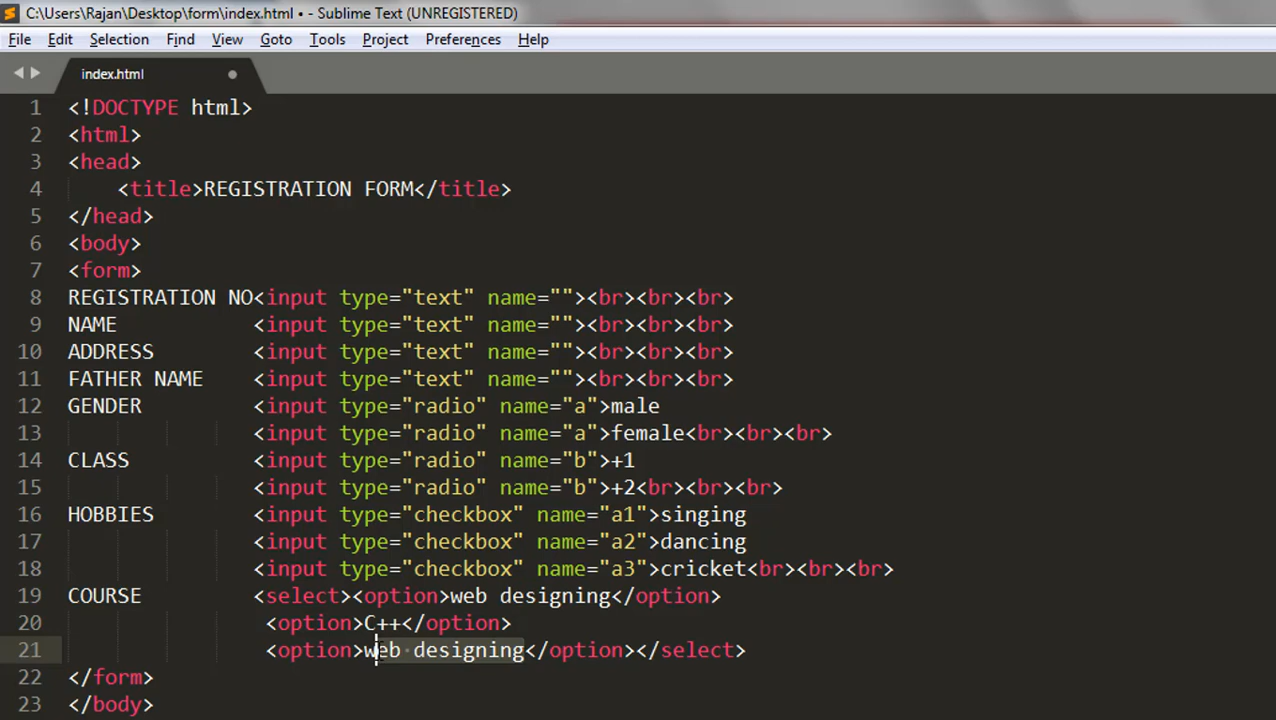 C:\Users\Rajan\Desktop\form\index.html • - Sublime Text (UNREGISTERED)
File Edit Selection Find View Goto Tools Project Preferences Help
index.html
1 <!DOCTYPE html>
2 <html>
3 <head>
4 <title>REGISTRATION FORM</title>
5 </head>
6 <body>
7 <form>
8 REGISTRATION NO<input type="text" name=""><br><br><br>
9 NAME <input type="text" name=""><br><br><br>
10 ADDRESS <input type="text" name=""><br><br><br>
11 FATHER NAME <input type="text" name=""><br><br><br>
12 GENDER <input type="radio" name="a">male
13 <input type="radio" name="a">female<br><br><br>
14 CLASS <input type="radio" name="b">+1
15 <input type="radio" name="b">+2<br><br><br>
16 HOBBIES <input type="checkbox" name="a1">singing
17 <input type="checkbox" name="a2">dancing
18 <input type="checkbox" name="a3">cricket<br><br><br>
19 COURSE <select><option>web designing</option>
20 <option>C++</option>
21 <option>web designing</option></select>
22 </form>
23 </body>